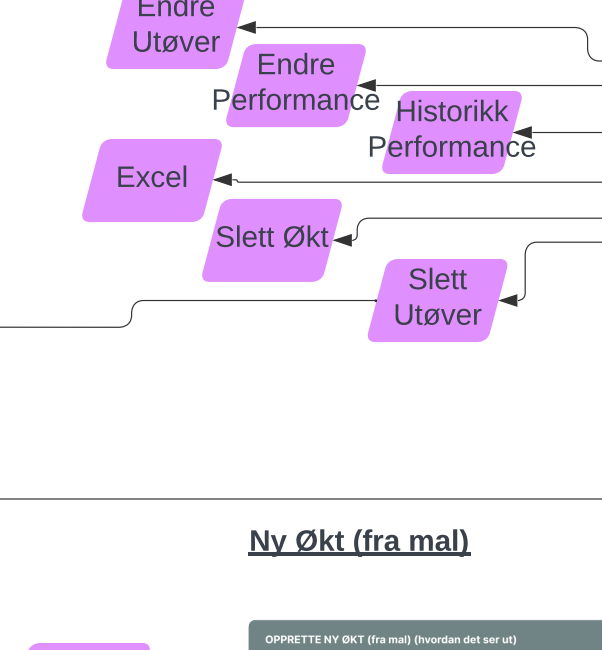 Endre
Utøver
Endre
Performance
Historikk
Performance
Excel
Slett Økt
Slett
Utøver
Ny Økt (fra mal)
OPPRETTE NY ØKT (fra mal) (hvordan det ser ut)